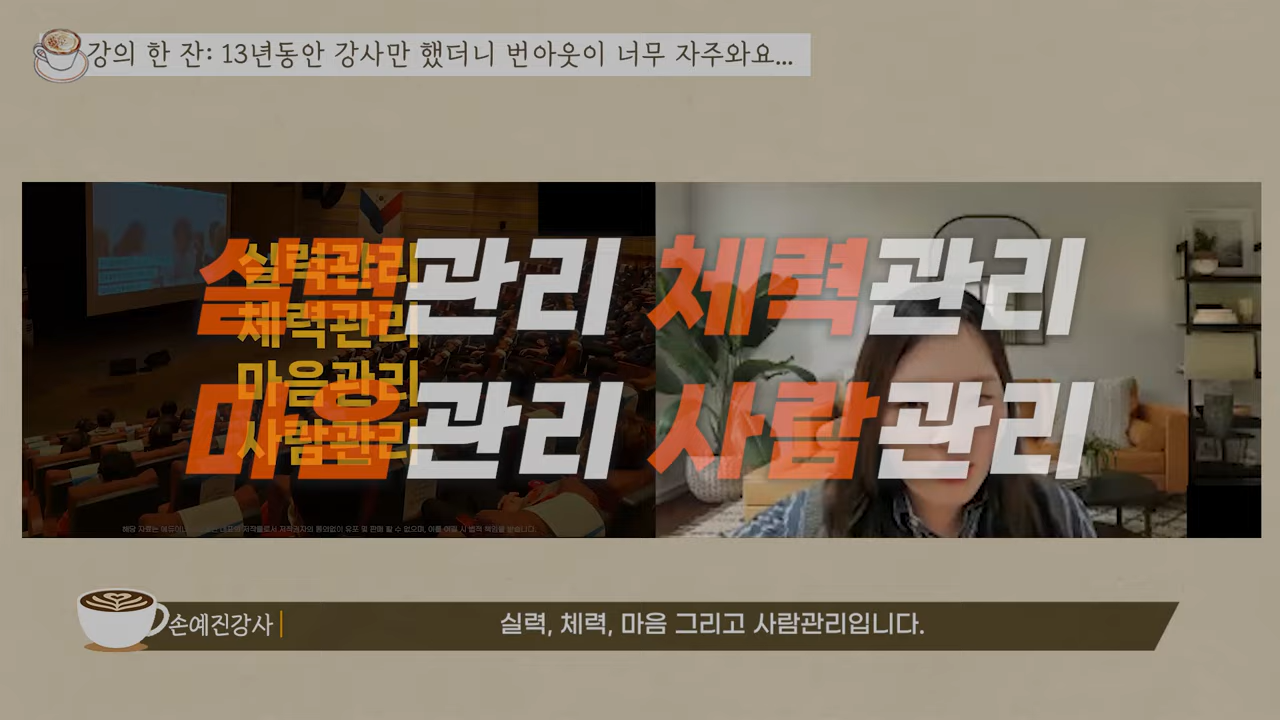 강의 한 잔: 13년동안 강사만 했더니 번아웃이 너무 자주와요...
실력관리 체력관리
마음관리 사람관리
실력관리
체력관리
마음관리
사람관리
손예진강사
실력, 체력, 마음 그리고 사람관리입니다.